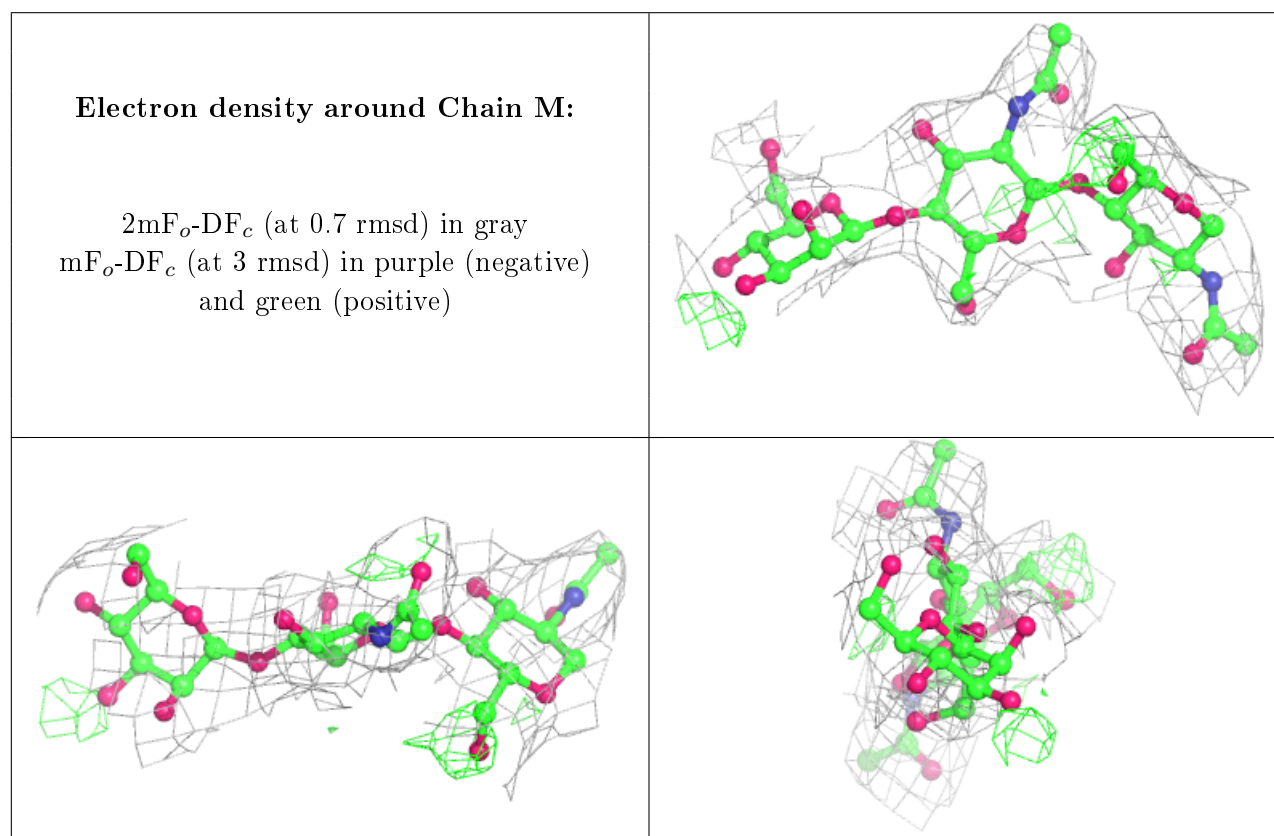 Electron density around Chain M:
2mFₒ-DF𝒸 (at 0.7 rmsd) in gray
mFₒ-DF𝒸 (at 3 rmsd) in purple (negative)
and green (positive)